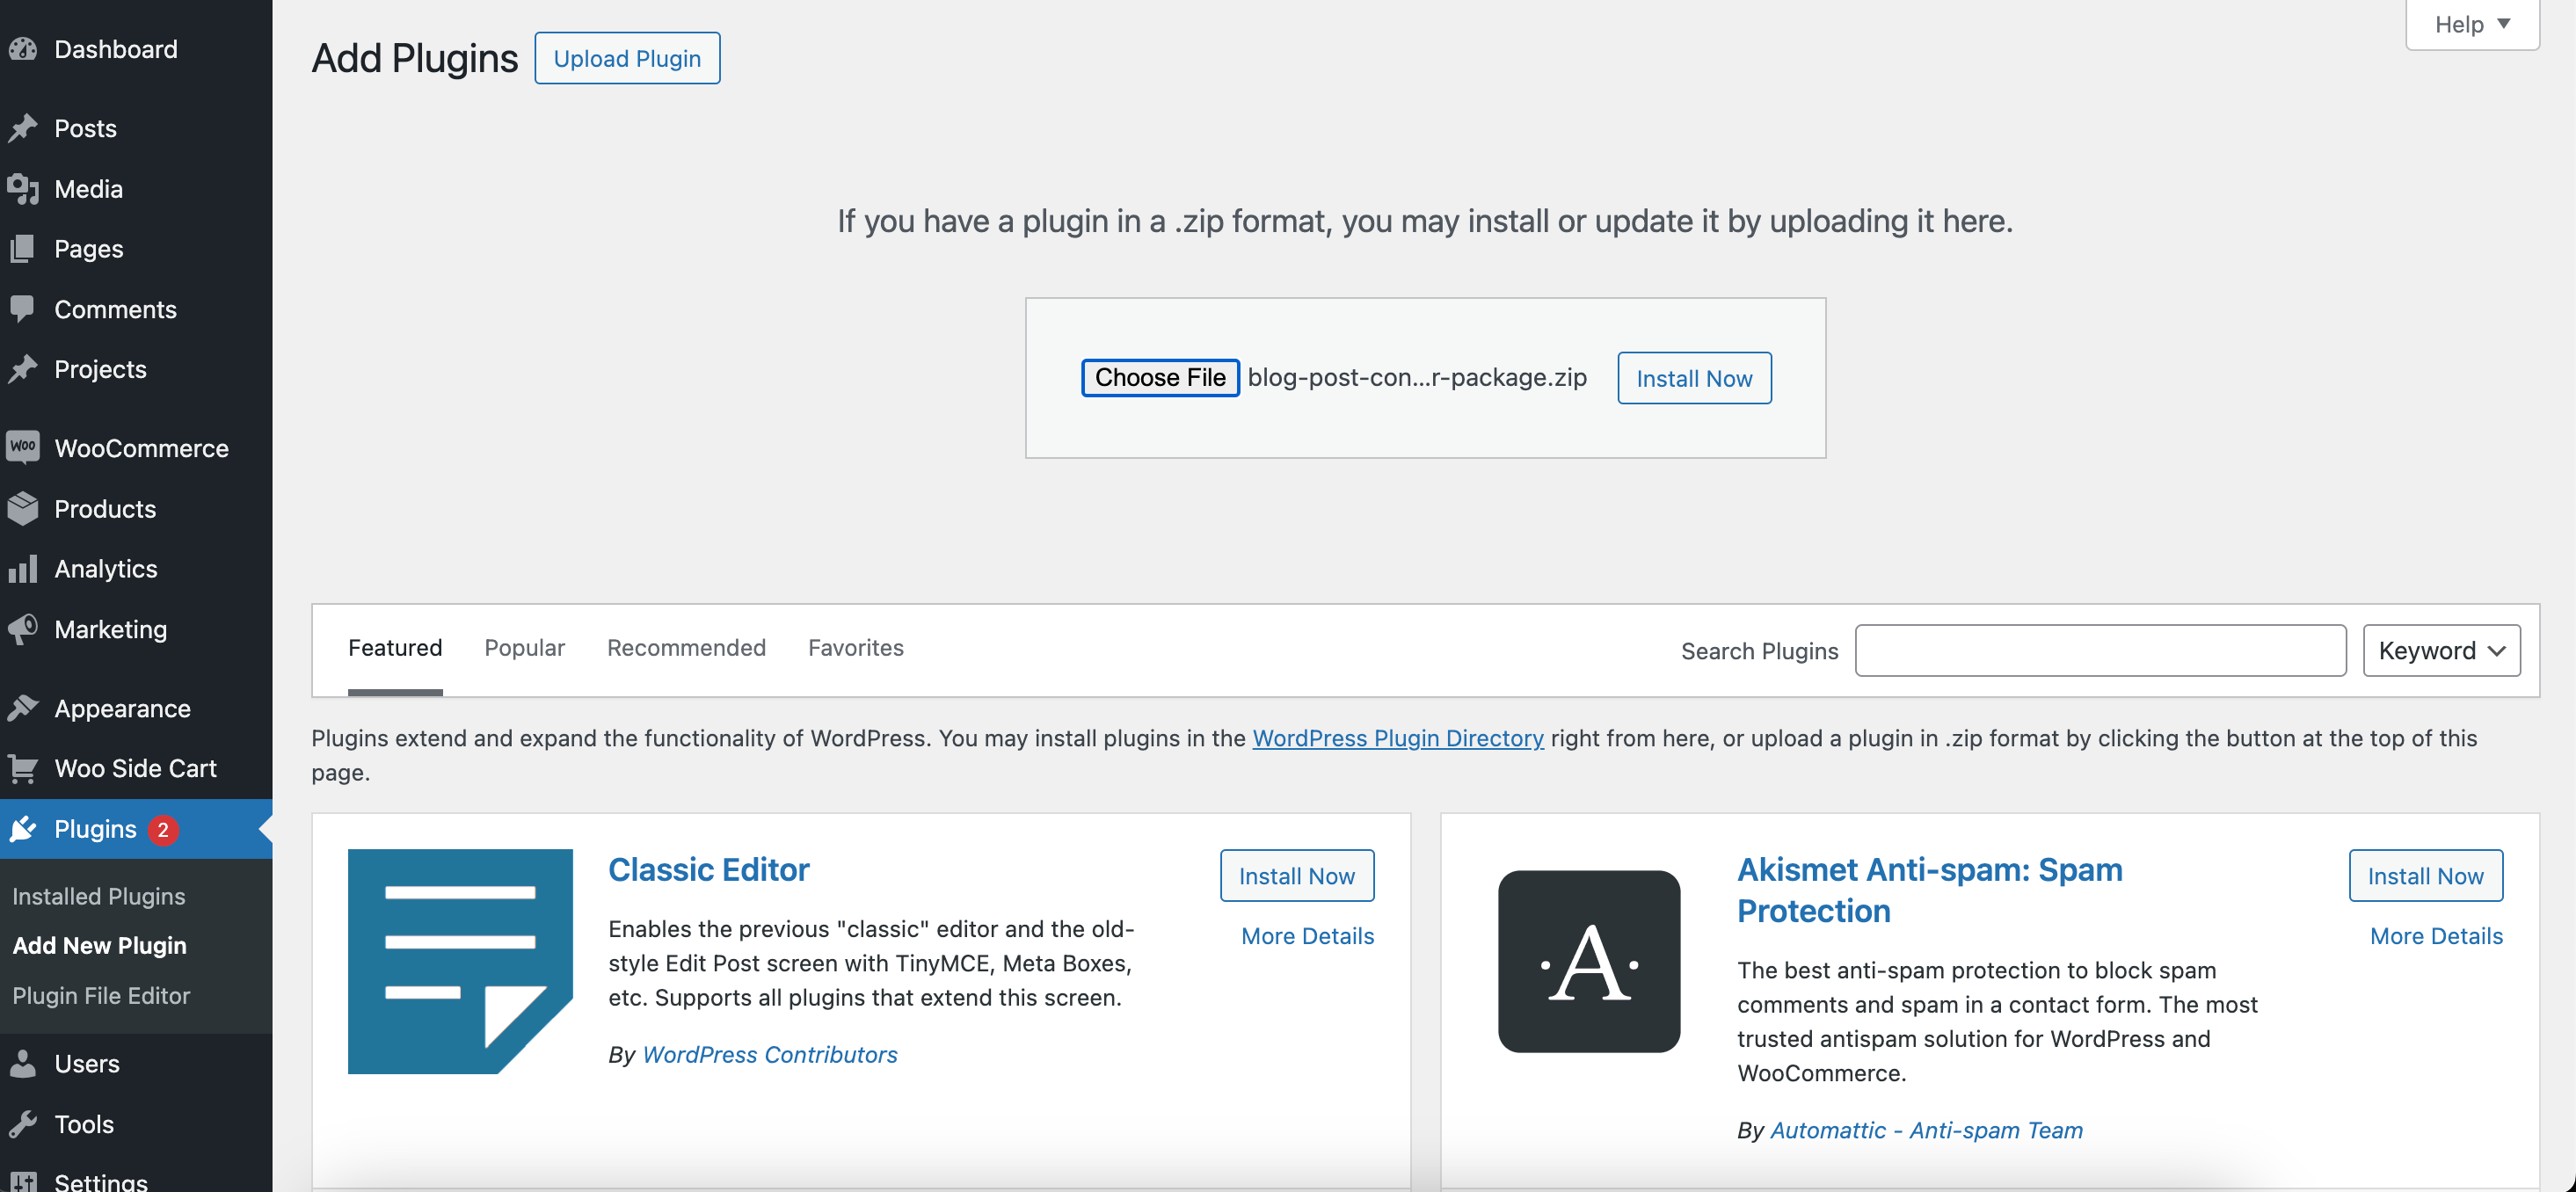 Dashboard
Posts
Media
Pages
Comments
Projects
Woo
WooCommerce
Products
Analytics
Marketing
Appearance
Woo Side Cart
Plugins 2
Installed Plugins
Add New Plugin
Plugin File Editor
Users
Tools
Settings
Help
Add Plugins
Upload Plugin
If you have a plugin in a .zip format, you may install or update it by uploading it here.
Choose File blog-post-con...r-package.zip Install Now
Featured Popular Recommended Favorites Search Plugins Keyword
Plugins extend and expand the functionality of WordPress. You may install plugins in the WordPress Plugin Directory right from here, or upload a plugin in .zip format by clicking the button at the top of this
page.
Classic Editor
Install Now
More Details
Enables the previous "classic" editor and the old-
style Edit Post screen with TinyMCE, Meta Boxes,
etc. Supports all plugins that extend this screen.
By WordPress Contributors
·A·
Akismet Anti-spam: Spam
Protection
Install Now
More Details
The best anti-spam protection to block spam
comments and spam in a contact form. The most
trusted antispam solution for WordPress and
WooCommerce.
By Automattic - Anti-spam Team